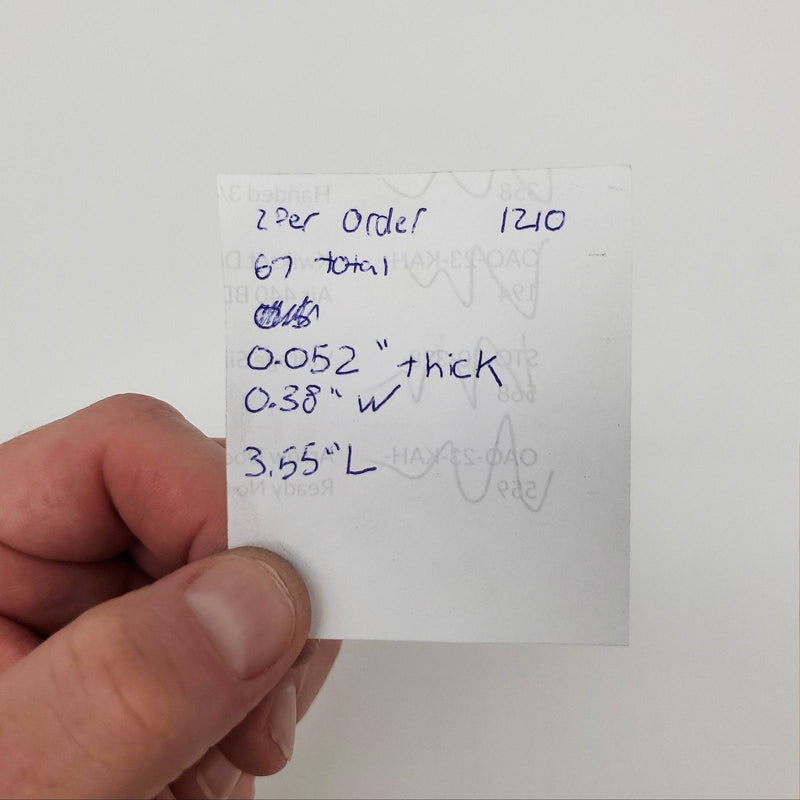 2 Per Order 1210
67 total
0.052" thick
0.38" W
3.55" L